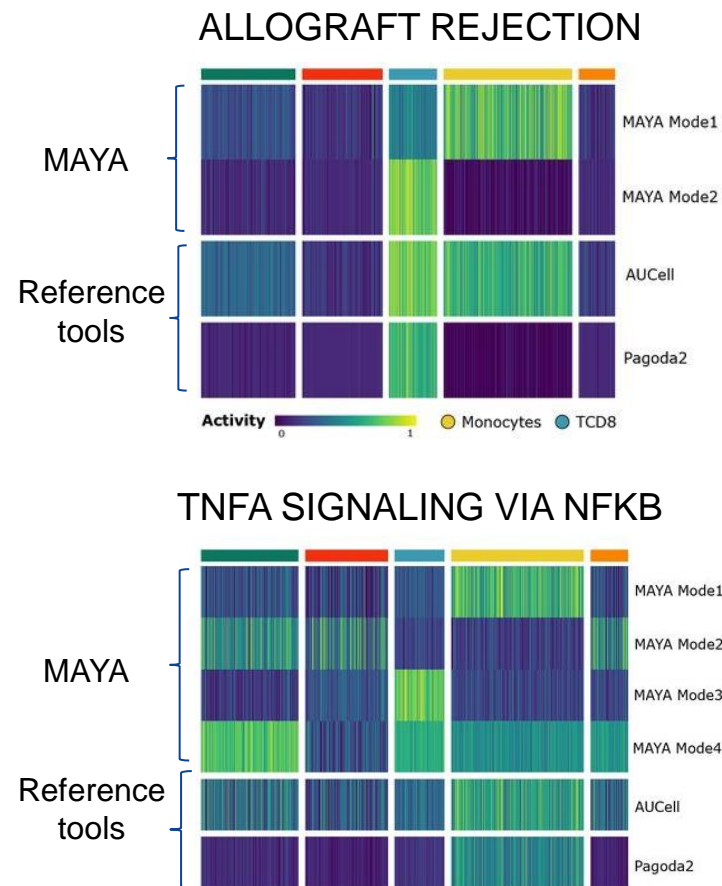 ALLOGRAFT REJECTION
MAYA
MAYA Mode1
MAYA Mode2
Reference
tools
AUCell
Pagoda2
Activity 0 1 Monocytes TCD8
TNFA SIGNALING VIA NFKB
MAYA
MAYA Mode1
MAYA Mode2
MAYA Mode3
MAYA Mode4
Reference
tools
AUCell
Pagoda2